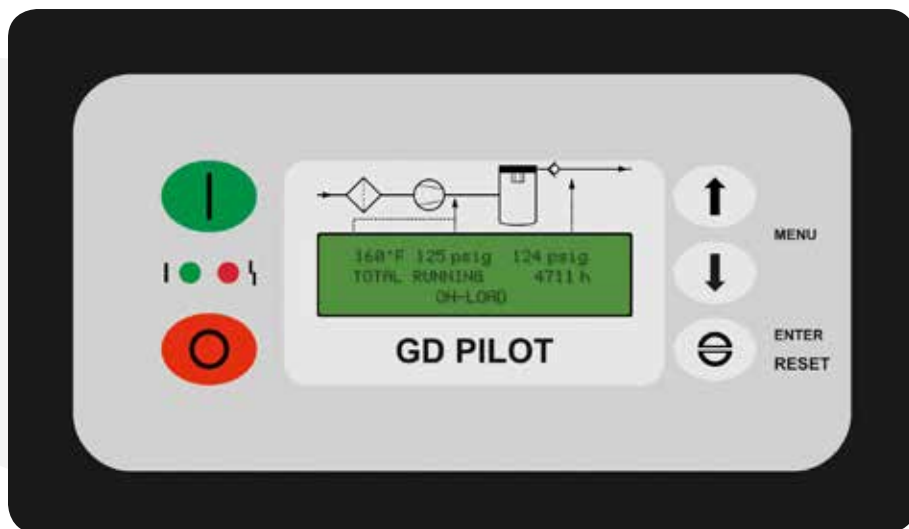 160°F 125 psig 124 psig
TOTAL RUNNING 4711 h
ON-LOAD
GD PILOT
MENU
ENTER
RESET